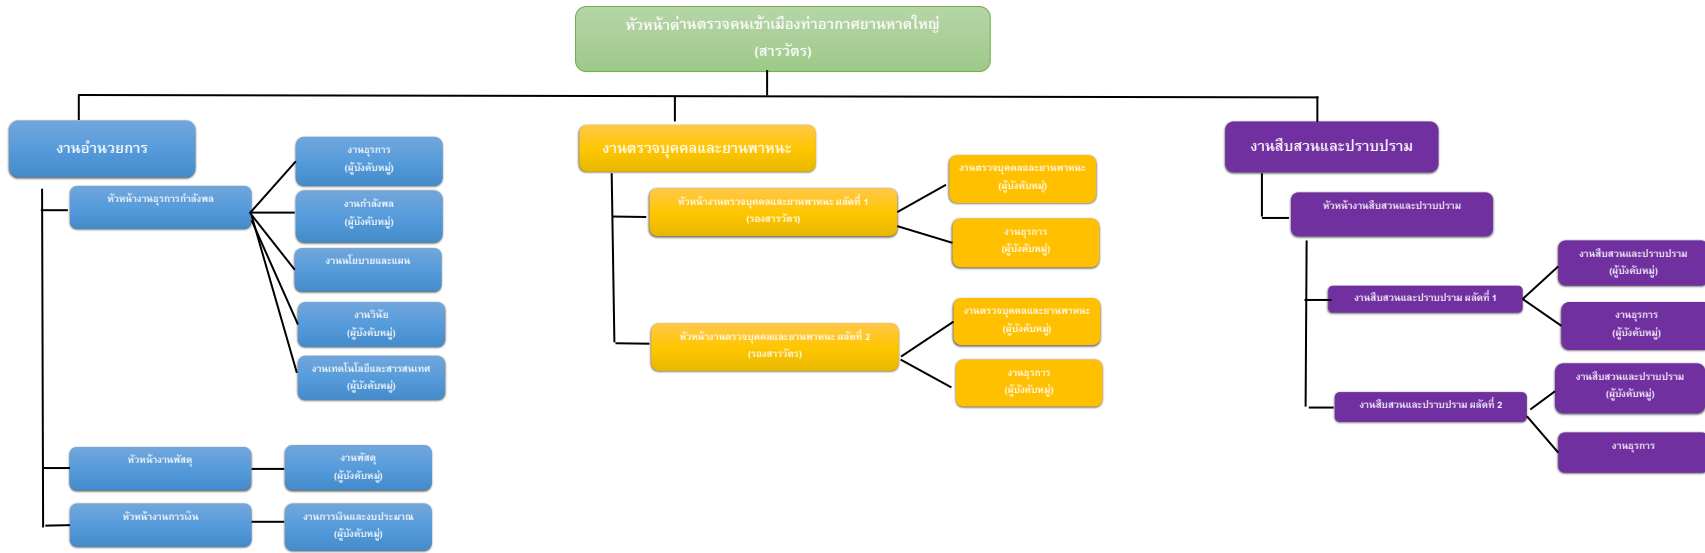 หัวหน้าด่านตรวจคนเข้าเมืองท่าอากาศยานหาดใหญ่
(สารวัตร)
งานอำนวยการ
หัวหน้างานธุรการกำลังพล
งานธุรการ
(ผู้บังคับหมู่)
งานกำลังพล
(ผู้บังคับหมู่)
งานนโยบายและแผน
งานวินัย
(ผู้บังคับหมู่)
งานเทคโนโลยีและสารสนเทศ
(ผู้บังคับหมู่)
หัวหน้างานพัสดุ
งานพัสดุ
(ผู้บังคับหมู่)
หัวหน้างานการเงิน
งานการเงินและงบประมาณ
(ผู้บังคับหมู่)
งานตรวจบุคคลและยานพาหนะ
หัวหน้างานตรวจบุคคลและยานพาหนะ ผลัดที่ 1
(รองสารวัตร)
งานตรวจบุคคลและยานพาหนะ
(ผู้บังคับหมู่)
งานธุรการ
(ผู้บังคับหมู่)
หัวหน้างานตรวจบุคคลและยานพาหนะ ผลัดที่ 2
(รองสารวัตร)
งานตรวจบุคคลและยานพาหนะ
(ผู้บังคับหมู่)
งานธุรการ
(ผู้บังคับหมู่)
งานสืบสวนและปราบปราม
หัวหน้างานสืบสวนและปราบปราม
งานสืบสวนและปราบปราม ผลัดที่ 1
งานสืบสวนและปราบปราม
(ผู้บังคับหมู่)
งานธุรการ
(ผู้บังคับหมู่)
งานสืบสวนและปราบปราม ผลัดที่ 2
งานสืบสวนและปราบปราม
(ผู้บังคับหมู่)
งานธุรการ